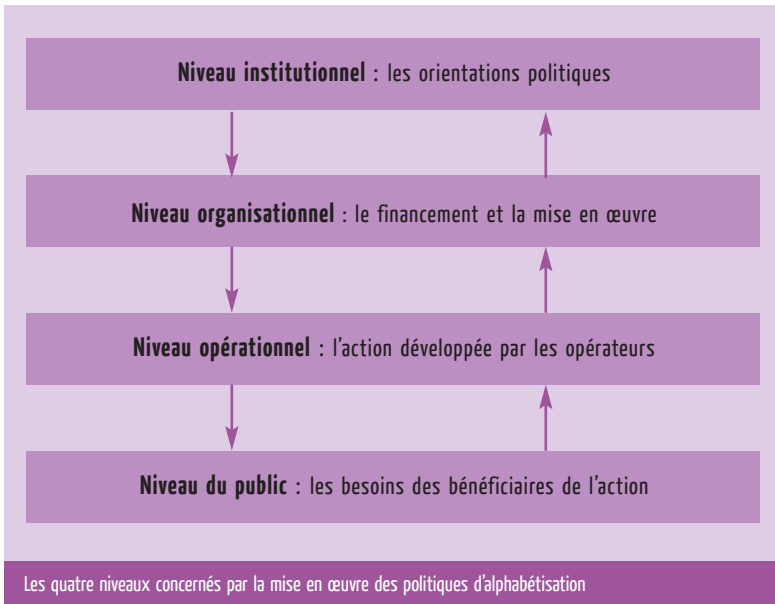 Niveau institutionnel : les orientations politiques
Niveau organisationnel : le financement et la mise en œuvre
Niveau opérationnel : l’action développée par les opérateurs
Niveau du public : les besoins des bénéficiaires de l’action
Les quatre niveaux concernés par la mise en œuvre des politiques d’alphabétisation